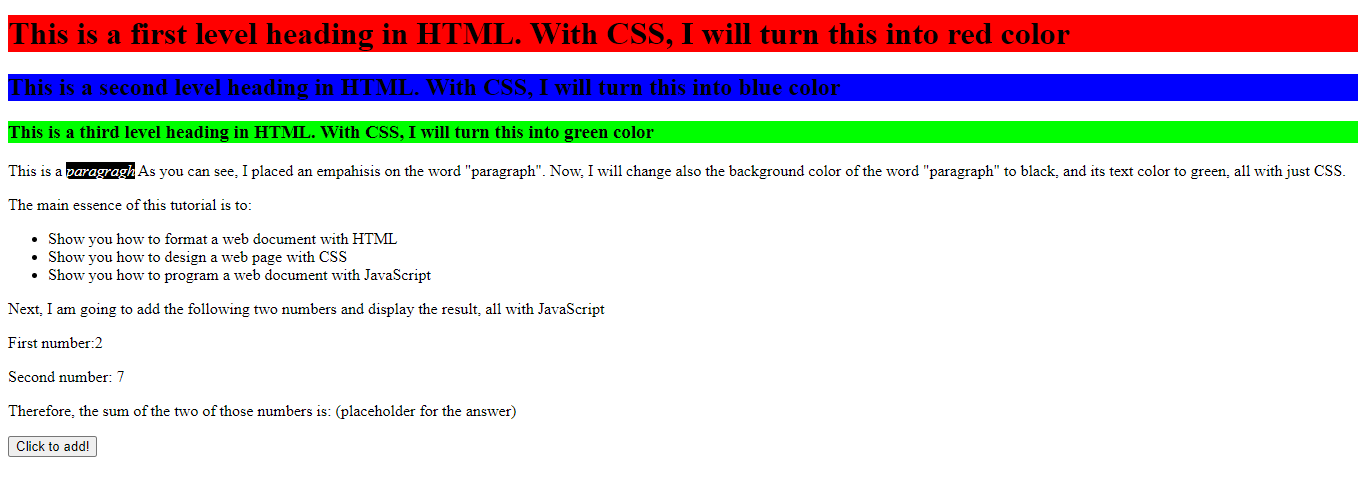 This is a first level heading in HTML. With CSS, I will turn this into red color
This is a second level heading in HTML. With CSS, I will turn this into blue color
This is a third level heading in HTML. With CSS, I will turn this into green color
This is a paragragh As you can see, I placed an empahisis on the word "paragraph". Now, I will change also the background color of the word "paragraph" to black, and its text color to green, all with just CSS.
The main essence of this tutorial is to:
• Show you how to format a web document with HTML
• Show you how to design a web page with CSS
• Show you how to program a web document with JavaScript
Next, I am going to add the following two numbers and display the result, all with JavaScript
First number:2
Second number: 7
Therefore, the sum of the two of those numbers is: (placeholder for the answer)
Click to add!